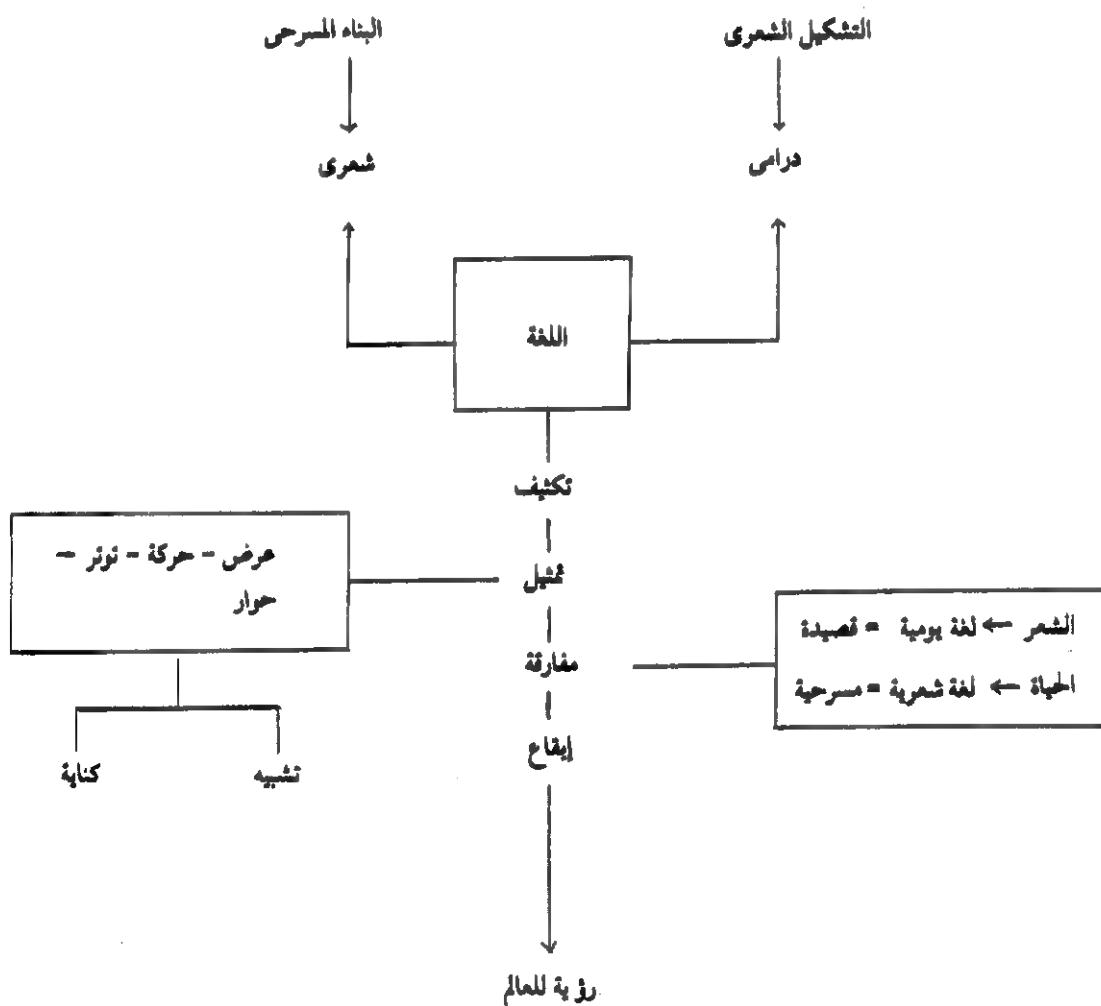 التشكيل الشعرى
البناء المسرحى
درامى
شعرى
اللغة
تكثيف
عرض - حركة - توتر -
حوار
تمثيل
الشعر ← لغة يومية = قصيدة
مفارقة
الحياة ← لغة شعرية = مسرحية
إيقاع
تشبيه
كناية
رؤية للعالم